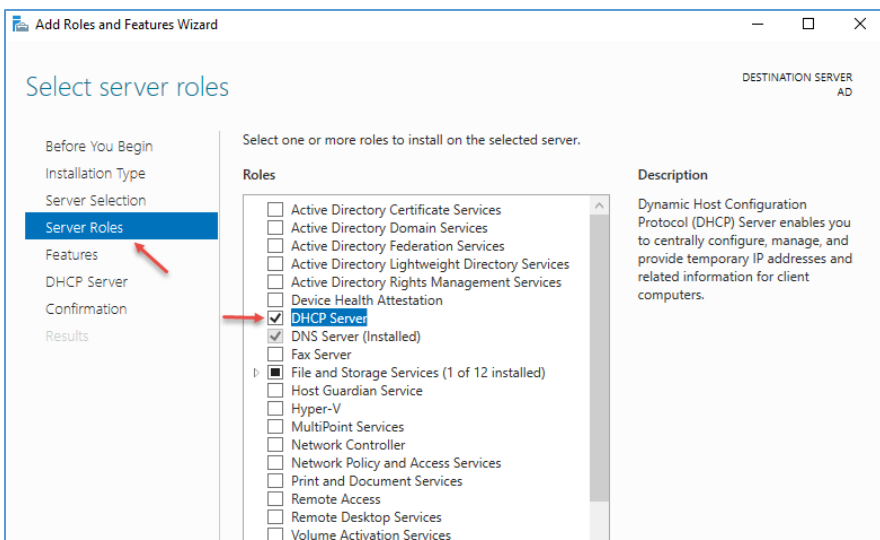 Add Roles and Features Wizard
Select server roles
DESTINATION SERVER
AD
Before You Begin
Installation Type
Server Selection
Server Roles
Features
DHCP Server
Confirmation
Results
Select one or more roles to install on the selected server.
Roles
Active Directory Certificate Services
Active Directory Domain Services
Active Directory Federation Services
Active Directory Lightweight Directory Services
Active Directory Rights Management Services
Device Health Attestation
DHCP Server
DNS Server (Installed)
Fax Server
File and Storage Services (1 of 12 installed)
Host Guardian Service
Hyper-V
MultiPoint Services
Network Controller
Network Policy and Access Services
Print and Document Services
Remote Access
Remote Desktop Services
Volume Activation Services
Description
Dynamic Host Configuration
Protocol (DHCP) Server enables you
to centrally configure, manage, and
provide temporary IP addresses and
related information for client
computers.